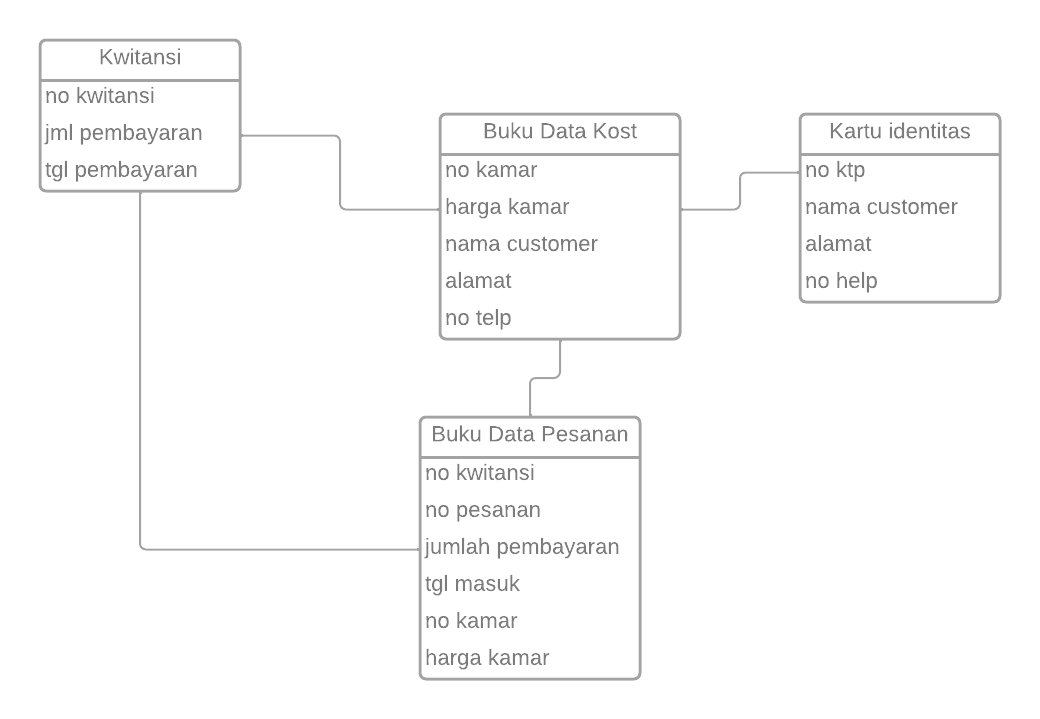 Kwitansi
no kwitansi
jml pembayaran
tgl pembayaran
Buku Data Kost
no kamar
harga kamar
nama customer
alamat
no telp
Kartu identitas
no ktp
nama customer
alamat
no help
Buku Data Pesanan
no kwitansi
no pesanan
jumlah pembayaran
tgl masuk
no kamar
harga kamar